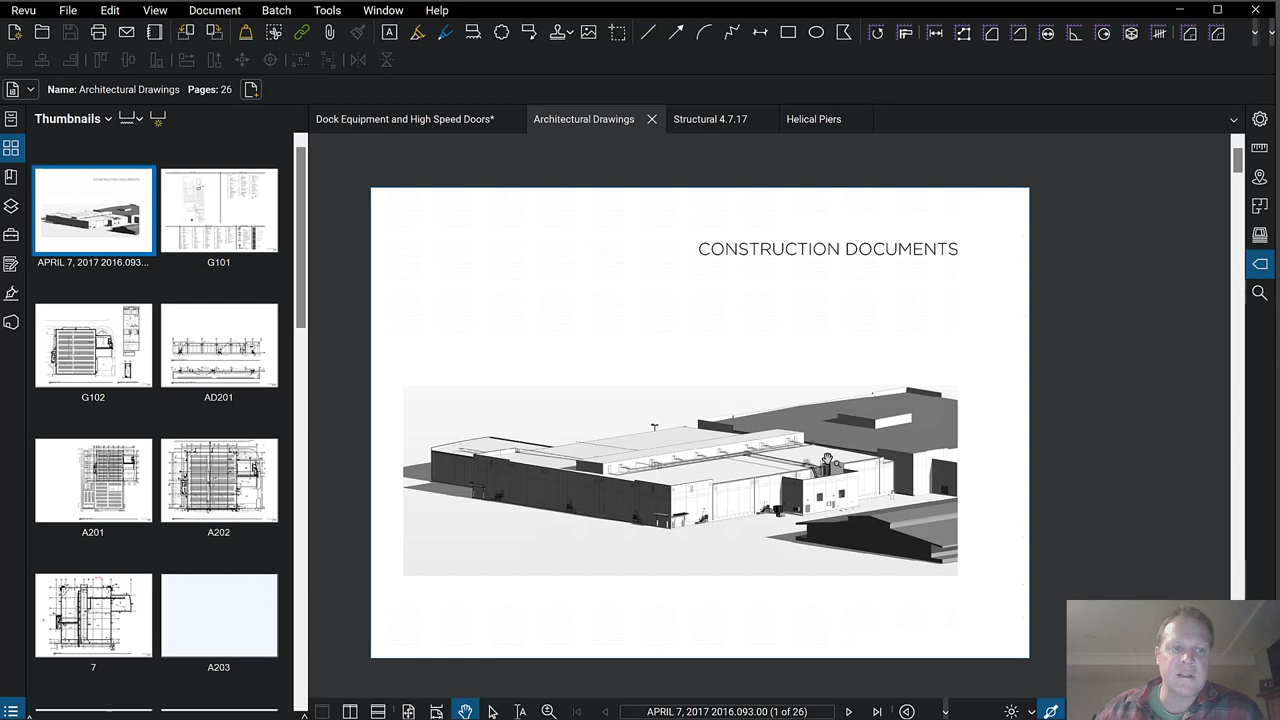 Revu File Edit View Document Batch Tools Window Help
Name: Architectural Drawings Pages: 26
Thumbnails
Dock Equipment and High Speed Doors* Architectural Drawings Structural 4.7.17 Helical Piers
CONSTRUCTION DOCUMENTS
APRIL 7, 2017 2016.093... G101
G102 AD201
A201 A202
7 A203
APRIL 7, 2017 2016.093.00 (1 of 26)